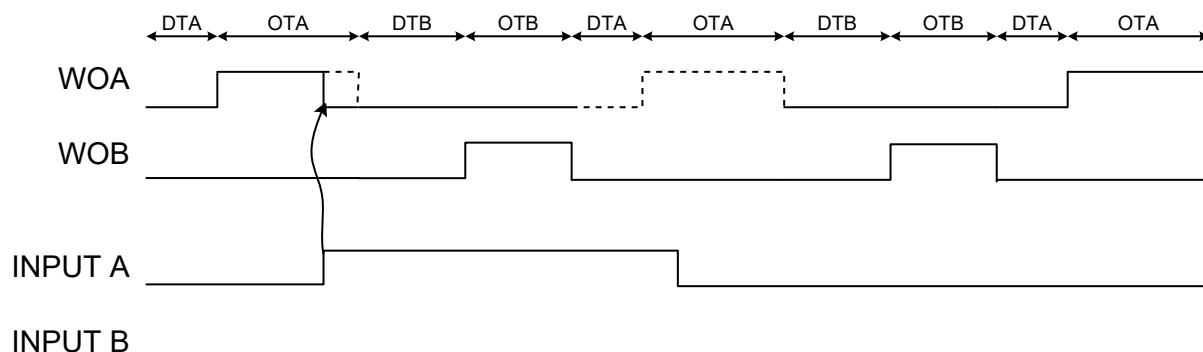 DTA OTA DTB OTB DTA OTA DTB OTB DTA OTA
WOA
WOB
INPUT A
INPUT B